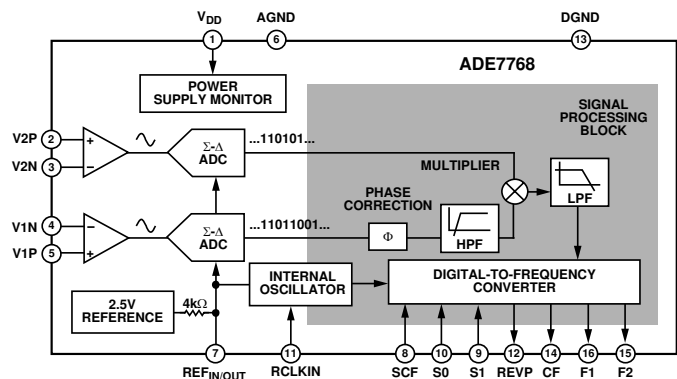 V_DD AGND DGND
1 6 13
ADE7768
POWER
SUPPLY MONITOR
SIGNAL
PROCESSING
BLOCK
V2P 2 +
V2N 3 –
Σ-Δ
ADC
...110101...
MULTIPLIER
LPF
PHASE
CORRECTION
V1N 4 –
V1P 5 +
Σ-Δ
ADC
...11011001...
Φ
HPF
2.5V
REFERENCE
4kΩ
INTERNAL
OSCILLATOR
DIGITAL-TO-FREQUENCY
CONVERTER
7 11 8 10 9 12 14 16 15
REF_IN/OUT RCLKIN SCF S0 S1 REVP CF F1 F2